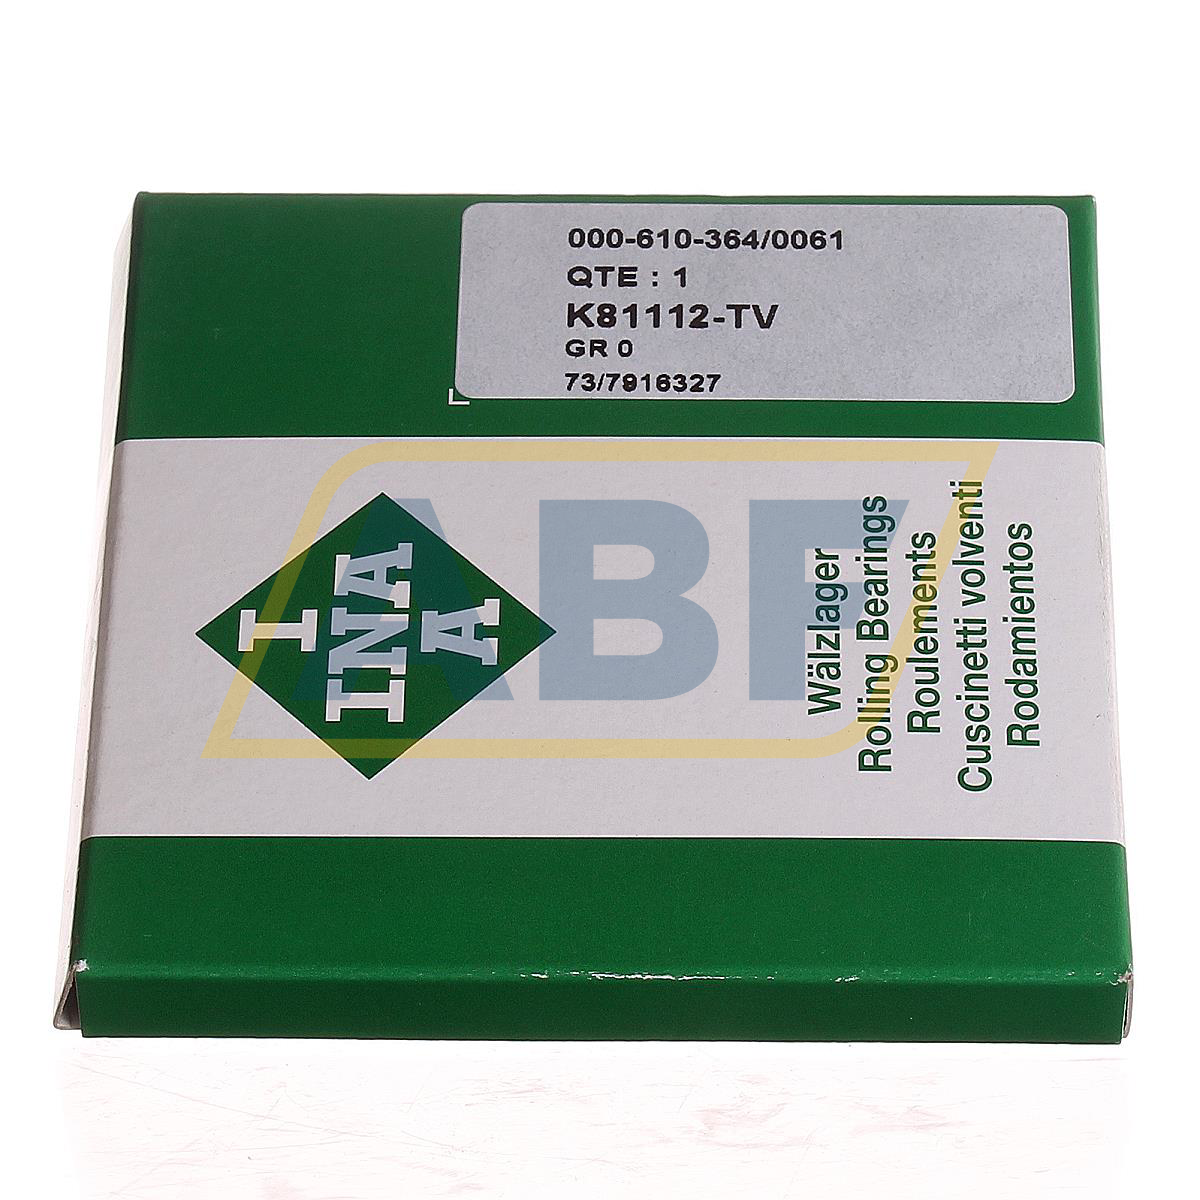 000-610-364/0061
QTE : 1
K81112-TV
GR 0
73/7916327
I
INA
A
ABF
Wälzlager
Rolling Bearings
Roulements
Cuscinetti volventi
Rodamientos